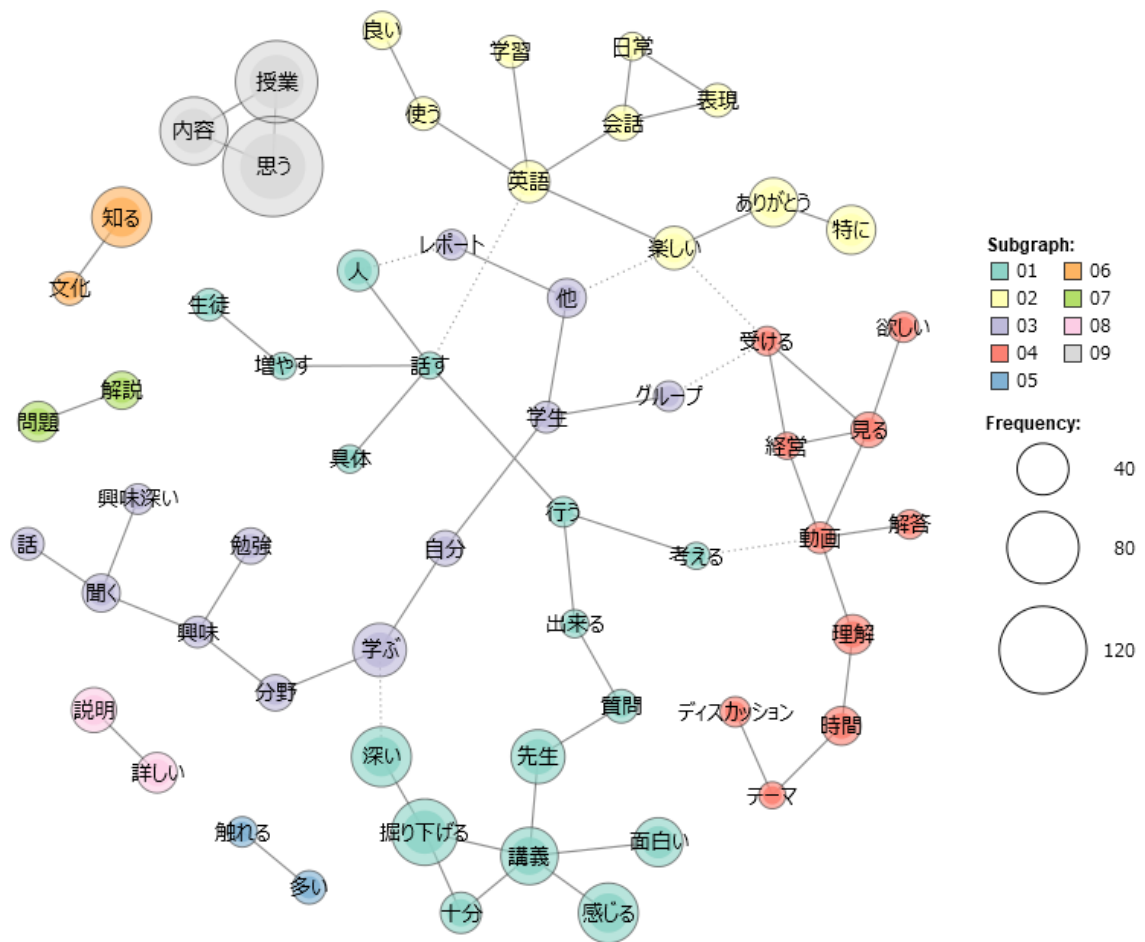 良い
学習
日常
授業
表現
使う
会話
内容
思う
英語
ありがとう
知る
特に
レポート
楽しい
人
文化
他
生徒
欲しい
受ける
増やす
話す
解説
グループ
問題
学生
見る
経営
具体
興味深い
行う
解答
動画
話
勉強
自分
考える
聞く
出来る
興味
理解
学ぶ
分野
質問
説明
ディスカッション
時間
深い
先生
詳しい
テーマ
触れる
掘り下げる
面白い
講義
多い
十分
感じる
Subgraph:
01 06
02 07
03 08
04 09
05
Frequency:
40
80
120